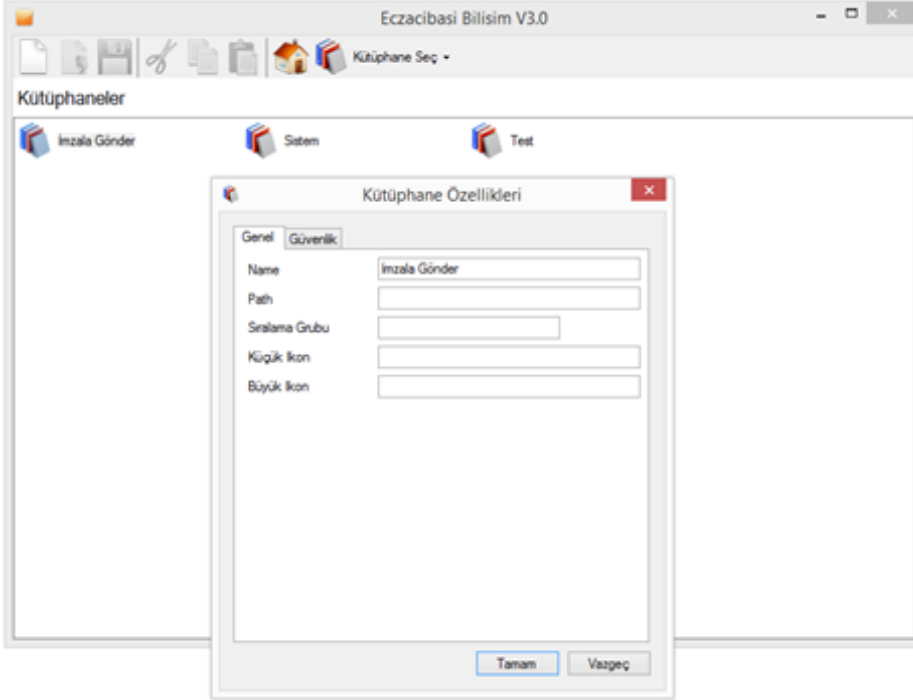 Eczacibasi Bilisim V3.0
Kütüphane Seç
Kütüphaneler
İmzala Gönder
Sistem
Test
Kütüphane Özellikleri
Genel
Güvenlik
Name
İmzala Gönder
Path
Sıralama Grubu
Küçük İkon
Büyük İkon
Tamam
Vazgeç